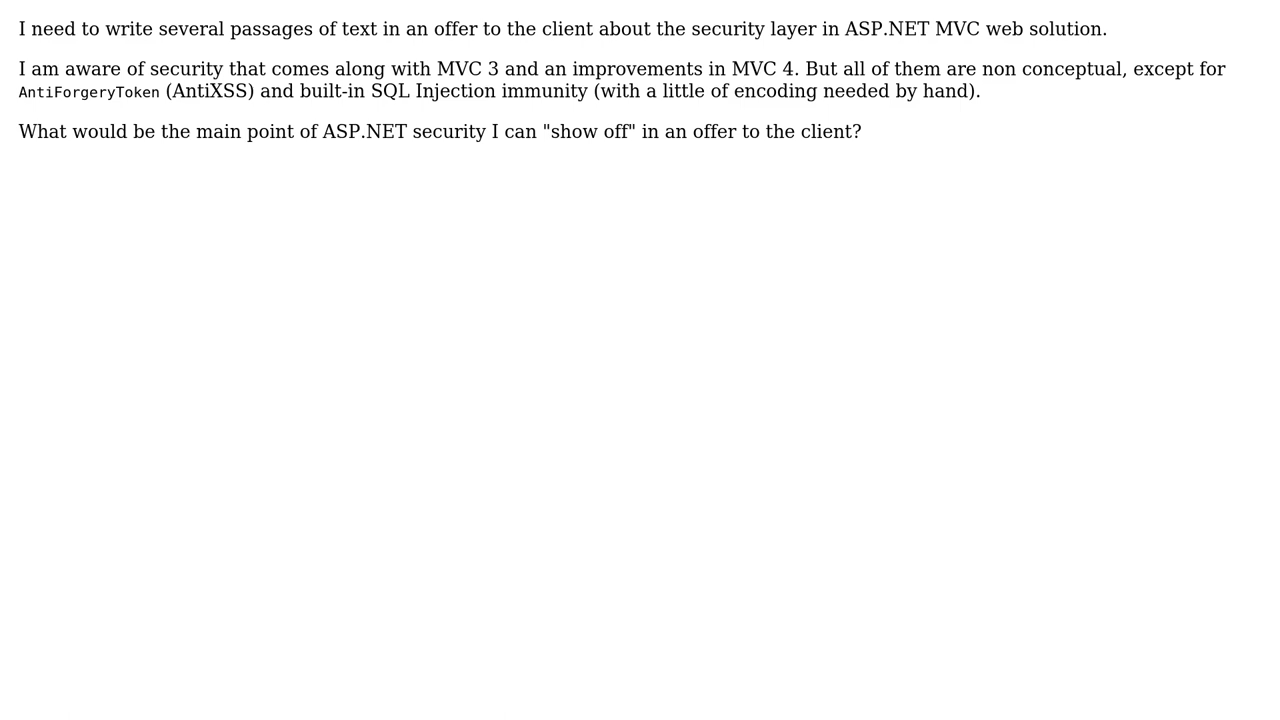 I need to write several passages of text in an offer to the client about the security layer in ASP.NET MVC web solution.
I am aware of security that comes along with MVC 3 and an improvements in MVC 4. But all of them are non conceptual, except for
AntiForgeryToken (AntiXSS) and built-in SQL Injection immunity (with a little of encoding needed by hand).
What would be the main point of ASP.NET security I can "show off" in an offer to the client?